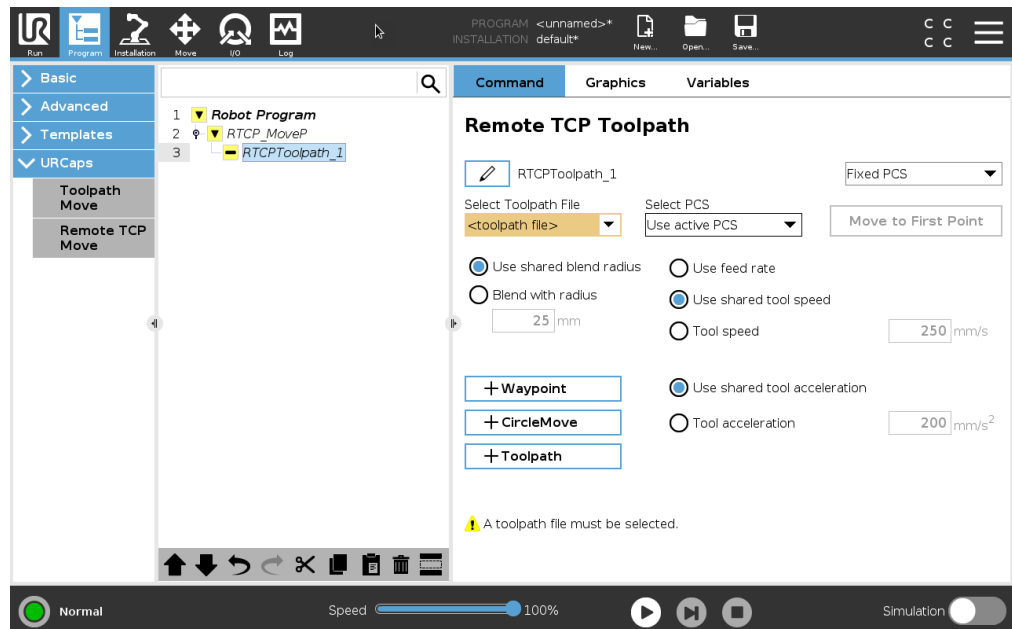 UR
Run
Program
Installation
Move
I/O
Log
PROGRAM <unnamed>*
INSTALLATION default*
New...
Open...
Save...
C C
C C
Basic
Advanced
Templates
URCaps
Toolpath
Move
Remote TCP
Move
1 Robot Program
2 RTCP_MoveP
3 RTCPToolpath_1
Command
Graphics
Variables
Remote TCP Toolpath
RTCPToolpath_1
Fixed PCS
Select Toolpath File
Select PCS
<toolpath file>
Use active PCS
Move to First Point
Use shared blend radius
Use feed rate
Blend with radius
Use shared tool speed
25 mm
Tool speed
250 mm/s
+ Waypoint
Use shared tool acceleration
+ CircleMove
Tool acceleration
200 mm/s²
+ Toolpath
A toolpath file must be selected.
Normal
Speed
100%
Simulation